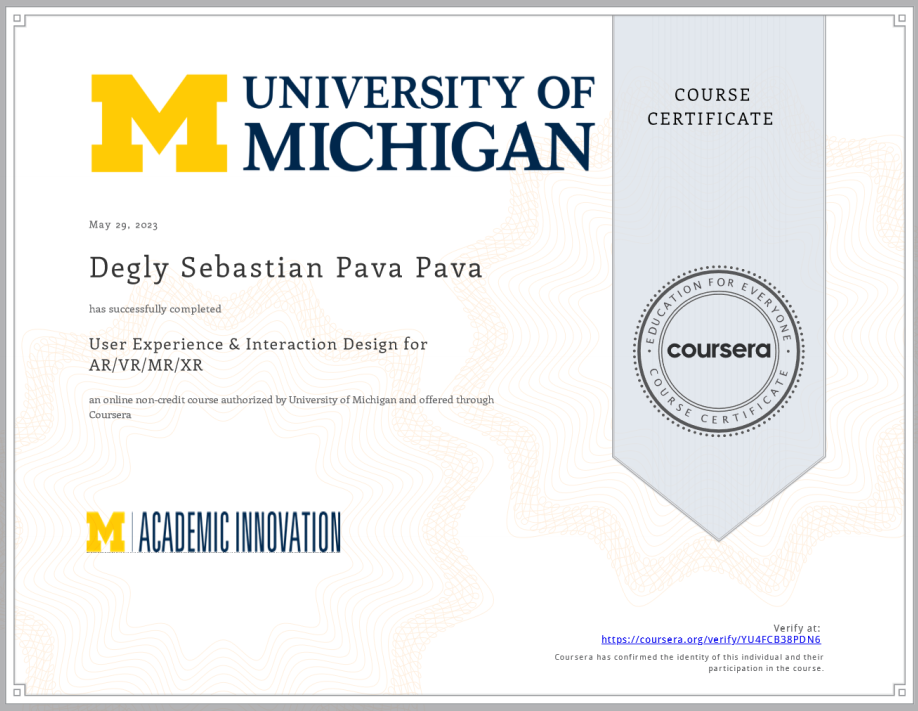 UNIVERSITY OF
MICHIGAN
COURSE
CERTIFICATE
May 29, 2023
Degly Sebastian Pava Pava
has successfully completed
User Experience & Interaction Design for
AR/VR/MR/XR
an online non-credit course authorized by University of Michigan and offered through
Coursera
EDUCATION FOR EVERYONE
coursera
COURSE CERTIFICATE
M ACADEMIC INNOVATION
Verify at:
https://coursera.org/verify/YU4FCB38PDN6
Coursera has confirmed the identity of this individual and their
participation in the course.